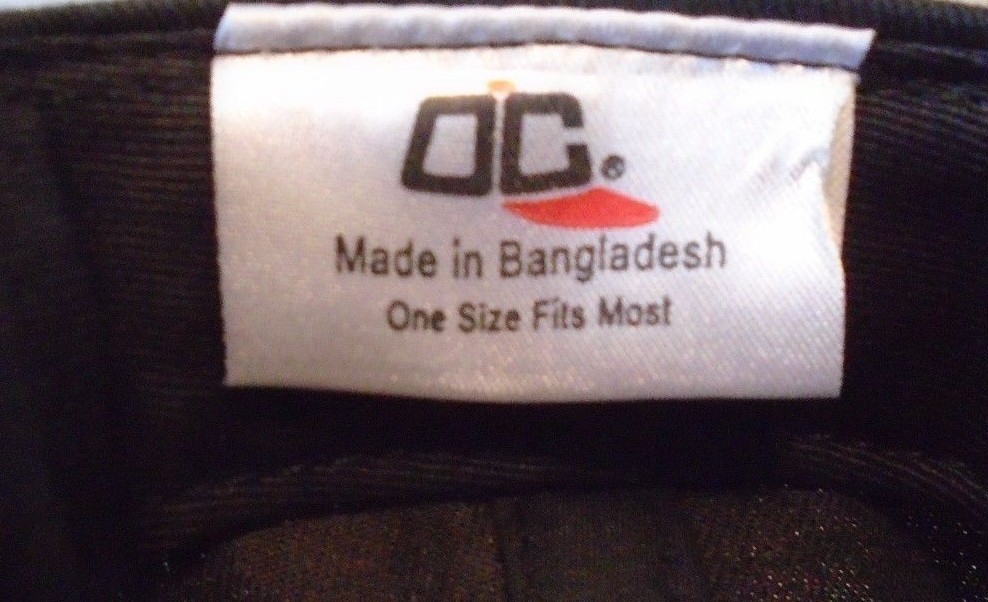 OC®
Made in Bangladesh
One Size Fits Most